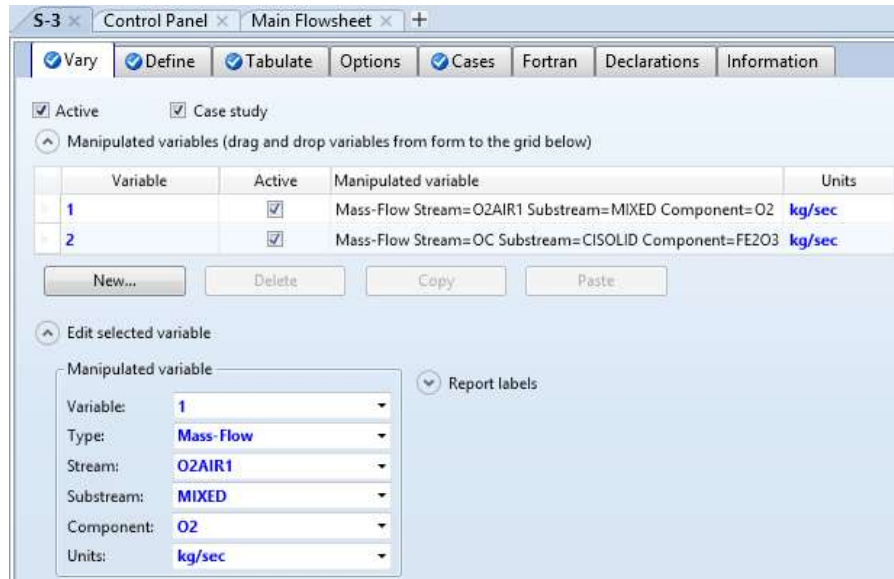 S-3 × Control Panel × Main Flowsheet × +
Vary Define Tabulate Options Cases Fortran Declarations Information
Active Case study
Manipulated variables (drag and drop variables from form to the grid below)
Variable Active Manipulated variable Units
1 Mass-Flow Stream=O2AIR1 Substream=MIXED Component=O2 kg/sec
2 Mass-Flow Stream=OC Substream=CISOLID Component=FE2O3 kg/sec
New... Delete Copy Paste
Edit selected variable
Manipulated variable
Report labels
Variable: 1
Type: Mass-Flow
Stream: O2AIR1
Substream: MIXED
Component: O2
Units: kg/sec